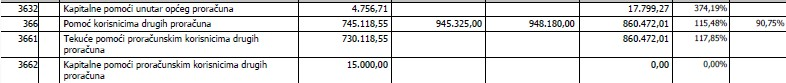 3632 Kapitalne pomoći unutar općeg proračuna 4.756,71 17.799,27 374,19%
366 Pomoć korisnicima drugih proračuna 745.118,55 945.325,00 948.180,00 860.472,01 115,48% 90,75%
3661 Tekuće pomoći proračunskim korisnicima drugih 730.118,55 860.472,01 117,85%
proračuna
3662 Kapitalne pomoći proračunskim korisnicima drugih 15.000,00 0,00 0,00%
proračuna